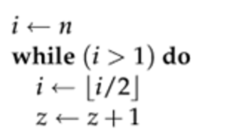 i ← n
while (i > 1) do
i ← ⌊i/2⌋
z ← z + 1